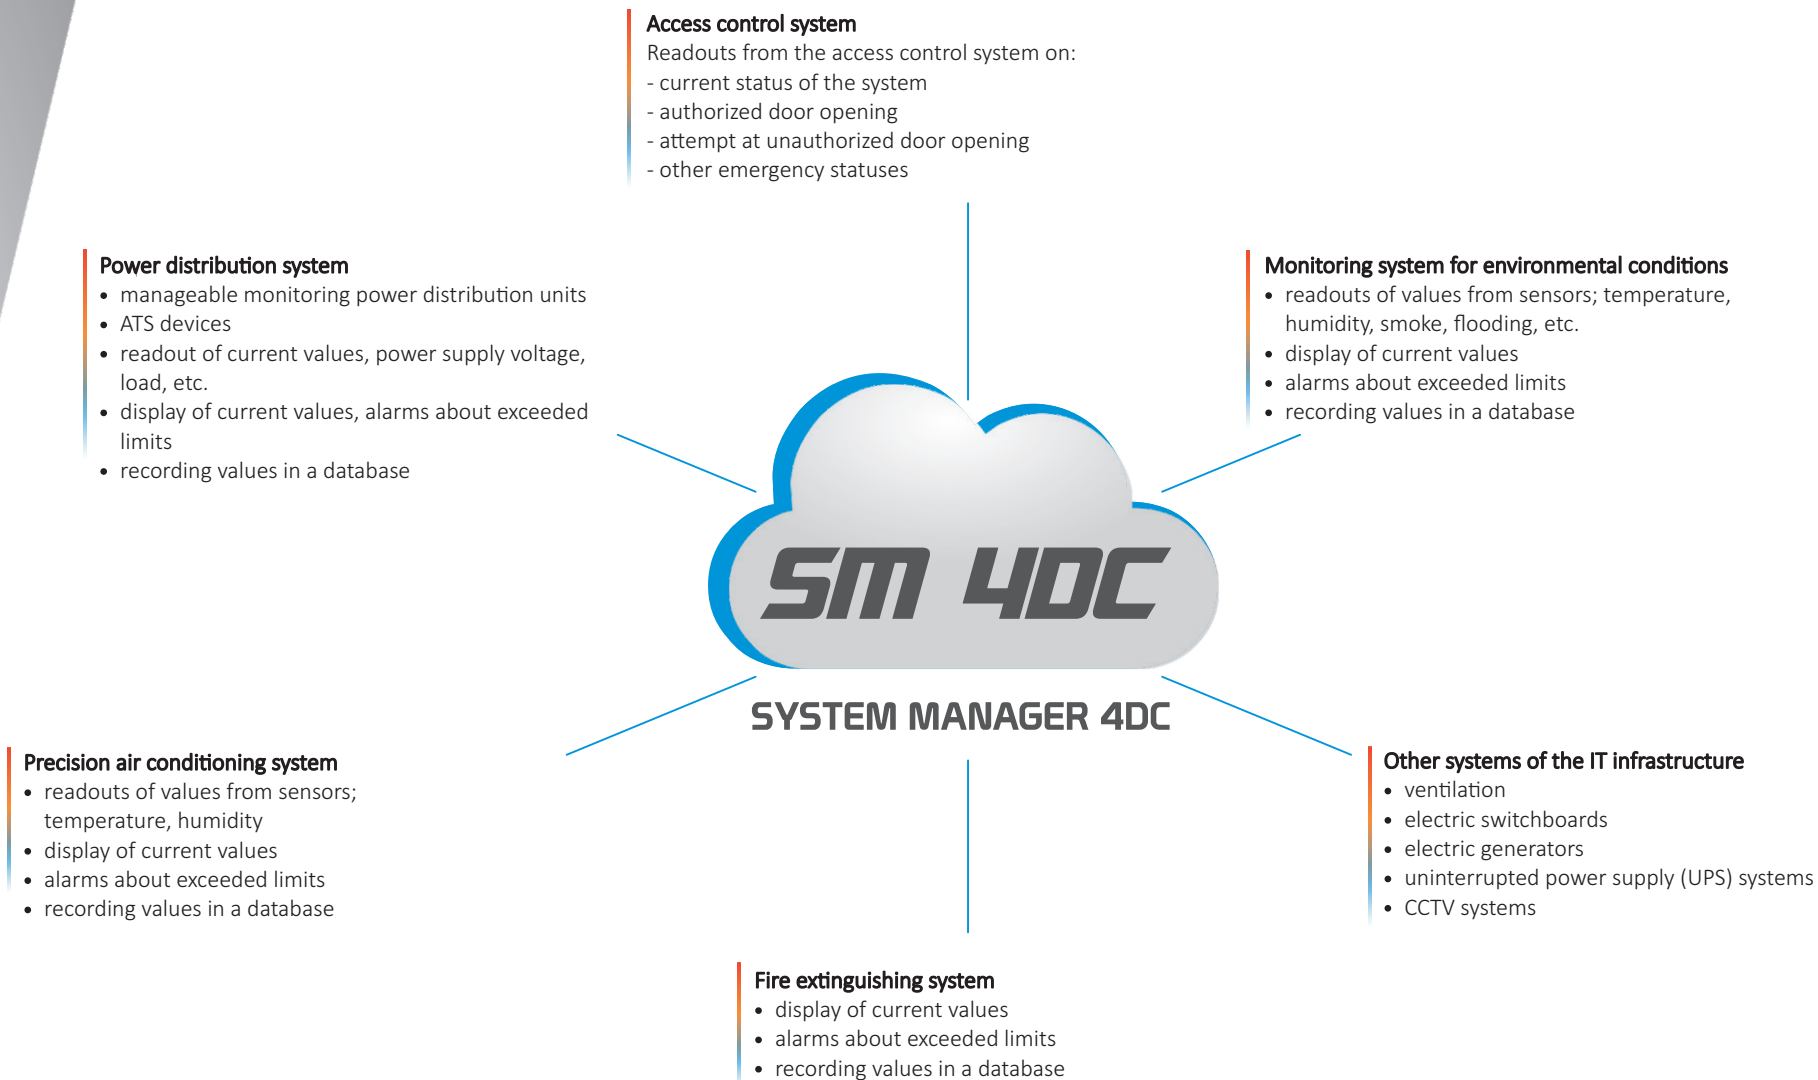 Access control system
Readouts from the access control system on:
- current status of the system
- authorized door opening
- attempt at unauthorized door opening
- other emergency statuses
Power distribution system
• manageable monitoring power distribution units
• ATS devices
• readout of current values, power supply voltage,
load, etc.
• display of current values, alarms about exceeded
limits
• recording values in a database
Monitoring system for environmental conditions
• readouts of values from sensors; temperature,
humidity, smoke, flooding, etc.
• display of current values
• alarms about exceeded limits
• recording values in a database
SM 4DC
SYSTEM MANAGER 4DC
Precision air conditioning system
• readouts of values from sensors;
temperature, humidity
• display of current values
• alarms about exceeded limits
• recording values in a database
Other systems of the IT infrastructure
• ventilation
• electric switchboards
• electric generators
• uninterrupted power supply (UPS) systems
• CCTV systems
Fire extinguishing system
• display of current values
• alarms about exceeded limits
• recording values in a database